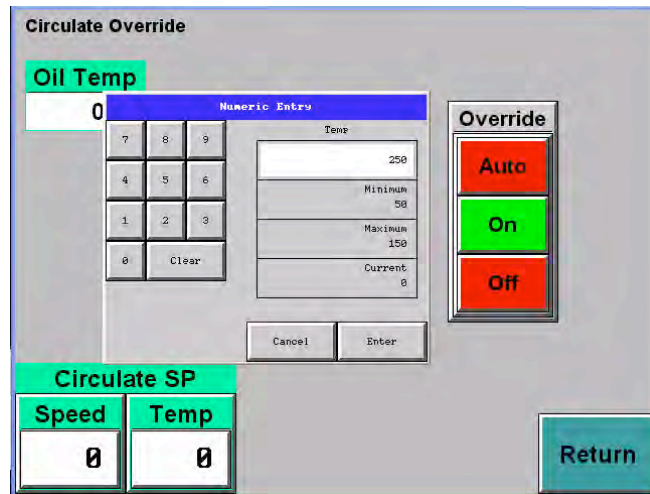 Circulate Override
Oil Temp
0
Numeric Entry
7 8 9
4 5 6
1 2 3
0 Clear
Temp
250
Minimum
50
Maximum
150
Current
0
Cancel Enter
Override
Auto
On
Off
Circulate SP
Speed Temp
0 0
Return